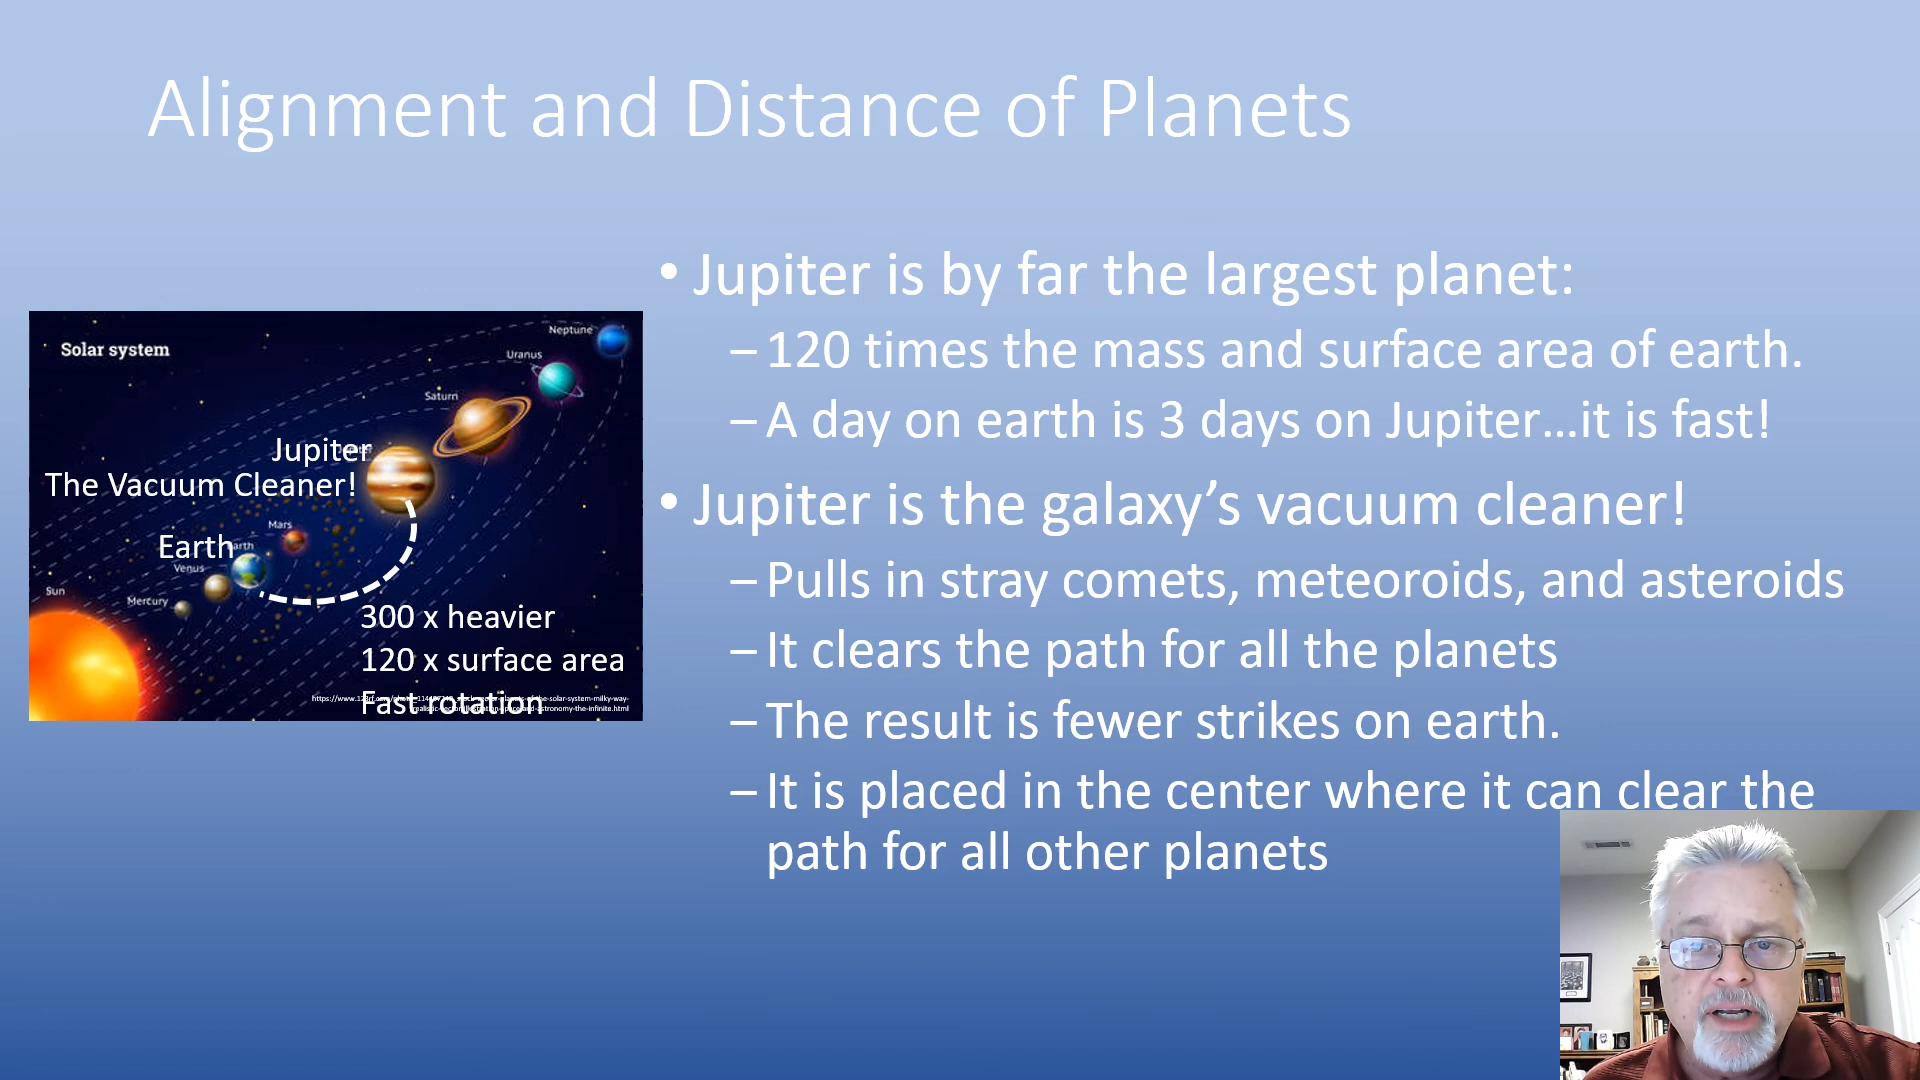 Alignment and Distance of Planets
• Jupiter is by far the largest planet:
– 120 times the mass and surface area of earth.
– A day on earth is 3 days on Jupiter...it is fast!
• Jupiter is the galaxy’s vacuum cleaner!
– Pulls in stray comets, meteoroids, and asteroids
– It clears the path for all the planets
– The result is fewer strikes on earth.
– It is placed in the center where it can clear the
path for all other planets
Solar system
Neptune
Uranus
Saturn
Jupiter
The Vacuum Cleaner!
Mars
Earth
Venus
Mercury
Sun
300 x heavier
120 x surface area
Fast rotation